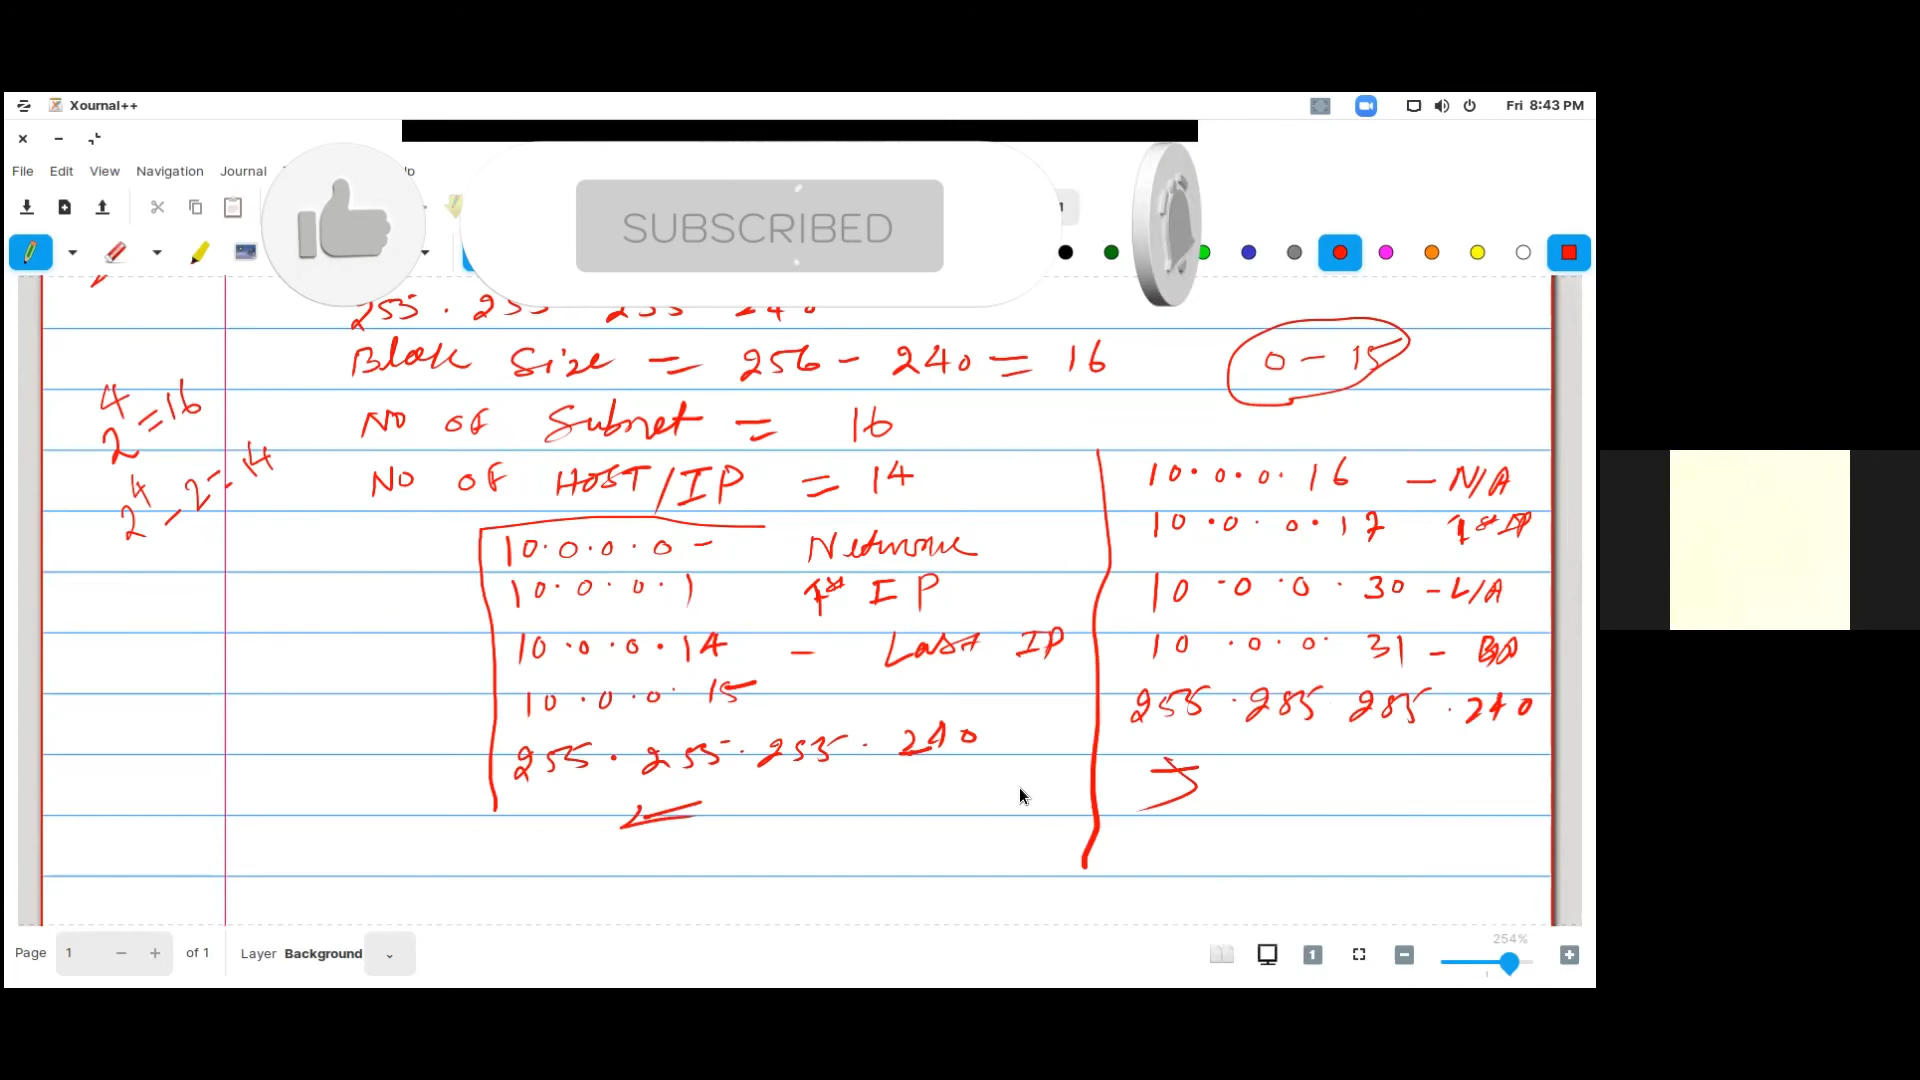 Xournal++
Fri 8:43 PM
File Edit View Navigation Journal
SUBSCRIBED
255 . 255 255 240
Block Size = 256 - 240 = 16
0 - 15
2^4 = 16
No of Subnet = 16
2^4 - 2 = 14
No of HOST/IP = 14
10.0.0.0 - Network
10.0.0.1 1st IP
10.0.0.14 - Last IP
10.0.0.15
255.255.255.240
10.0.0.16 - N/A
10.0.0.17 1st IP
10.0.0.30 - L/A
10.0.0.31 - BA
255.255 255.240
Page 1 of 1 Layer Background
254%